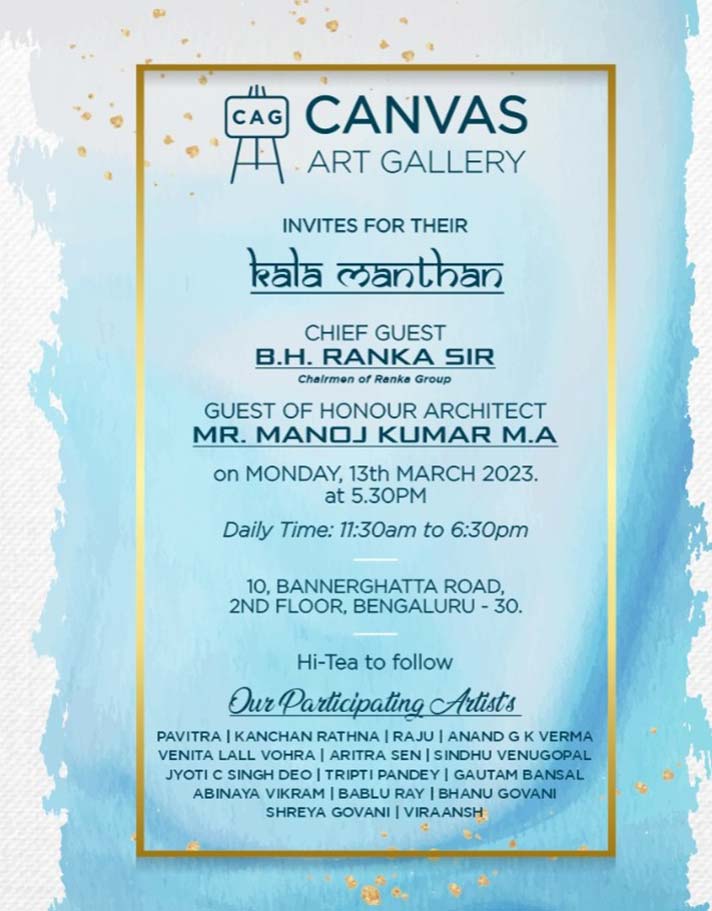 CAG
CANVAS
ART GALLERY
INVITES FOR THEIR
kala manthan
CHIEF GUEST
B.H. RANKA SIR
Chairmen of Ranka Group
GUEST OF HONOUR ARCHITECT
MR. MANOJ KUMAR M.A
on MONDAY, 13th MARCH 2023.
at 5.30PM
Daily Time: 11:30am to 6:30pm
10, BANNERGHATTA ROAD,
2ND FLOOR, BENGALURU - 30.
Hi-Tea to follow
Our Participating Artist's
PAVITRA | KANCHAN RATHNA | RAJU | ANAND G K VERMA
VENITA LALL VOHRA | ARITRA SEN | SINDHU VENUGOPAL
JYOTI C SINGH DEO | TRIPTI PANDEY | GAUTAM BANSAL
ABINAYA VIKRAM | BABLU RAY | BHANU GOVANI
SHREYA GOVANI | VIRAANSH